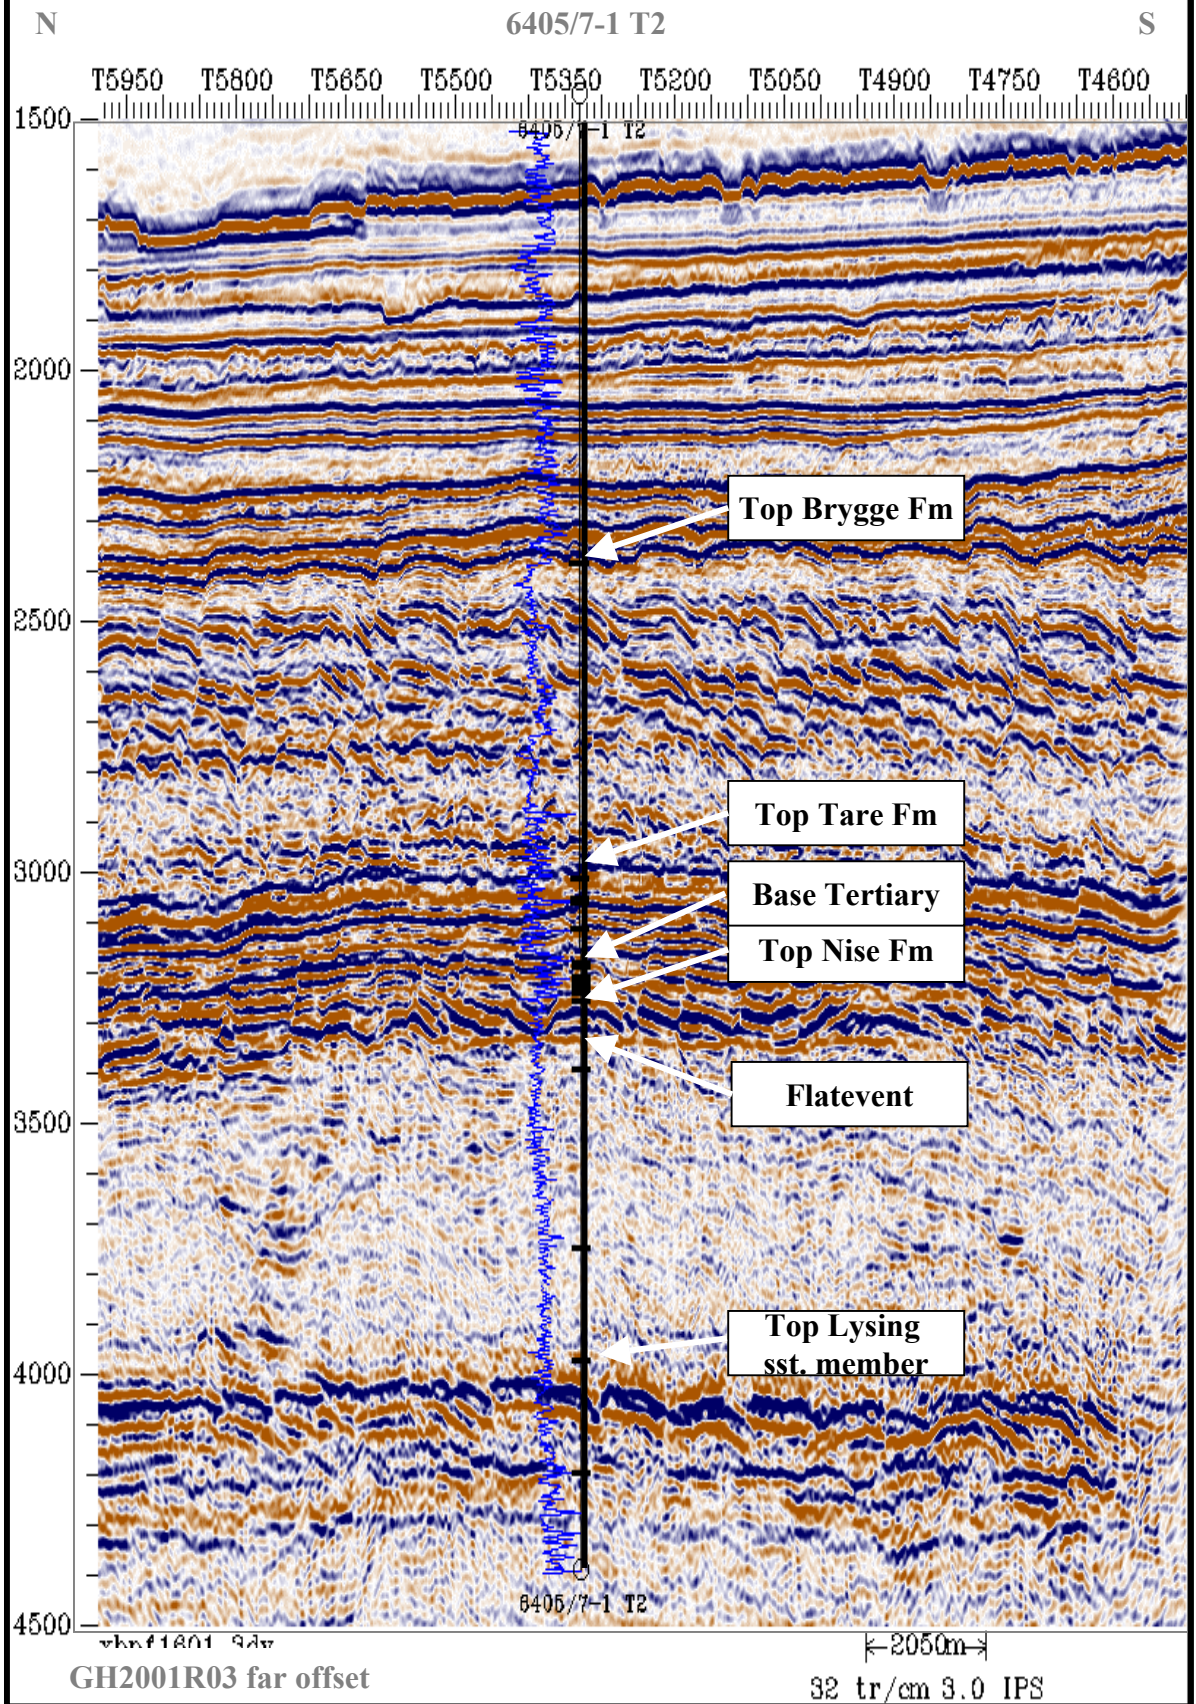 N 6405/7-1 T2 S
T5950 T5800 T5650 T5500 T5350 T5200 T5050 T4900 T4750 T4600
1500
6405/7-1 T2
2000
Top Brygge Fm
2500
Top Tare Fm
3000
Base Tertiary
Top Nise Fm
Flatevent
3500
Top Lysing
sst. member
4000
6405/7-1 T2
4500
2050m
GH2001R03 far offset
32 tr/cm 3.0 IPS